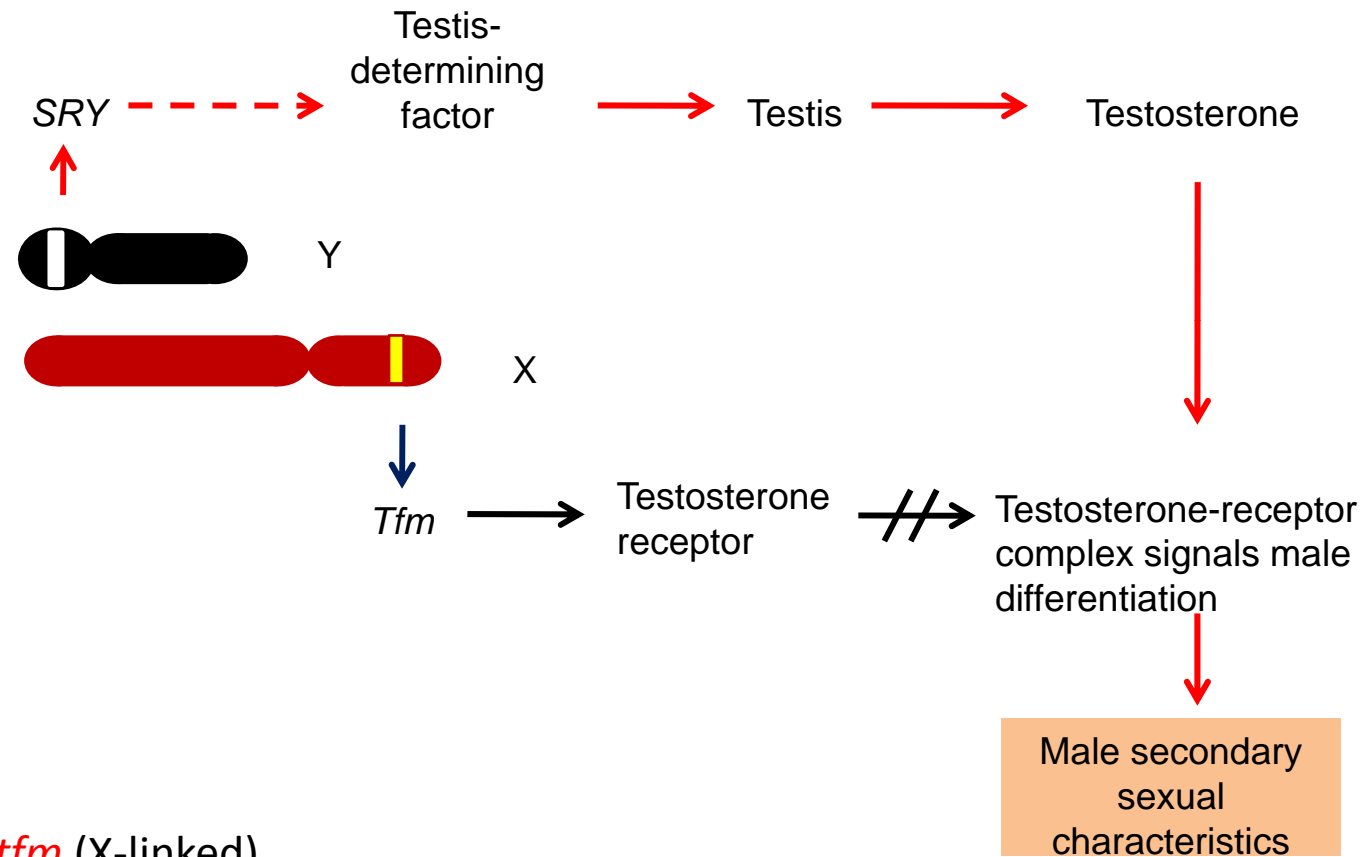 Testis-
determining
factor
SRY
Testis
Testosterone
Y
X
Tfm
Testosterone
receptor
Testosterone-receptor
complex signals male
differentiation
Male secondary
sexual
characteristics
tfm (X-linked)